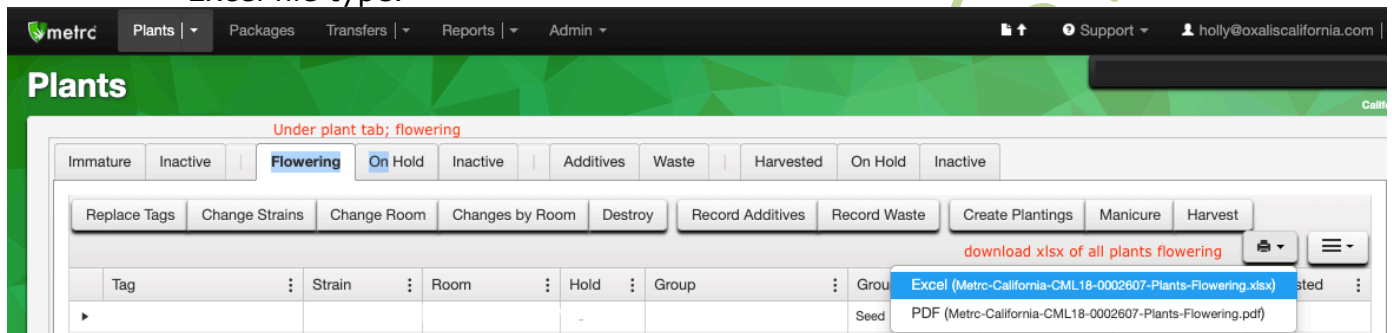 metrc Plants | Packages Transfers | Reports | Admin Support holly@oxaliscalifornia.com |
Plants
Under plant tab; flowering
Immature Inactive | Flowering On Hold Inactive | Additives Waste | Harvested On Hold Inactive
Replace Tags Change Strains Change Room Changes by Room Destroy Record Additives Record Waste Create Plantings Manicure Harvest
download xlsx of all plants flowering
Tag Strain Room Hold Group Grou Excel (Metrc-California-CML18-0002607-Plants-Flowering.xlsx) sted
Seed PDF (Metrc-California-CML18-0002607-Plants-Flowering.pdf)